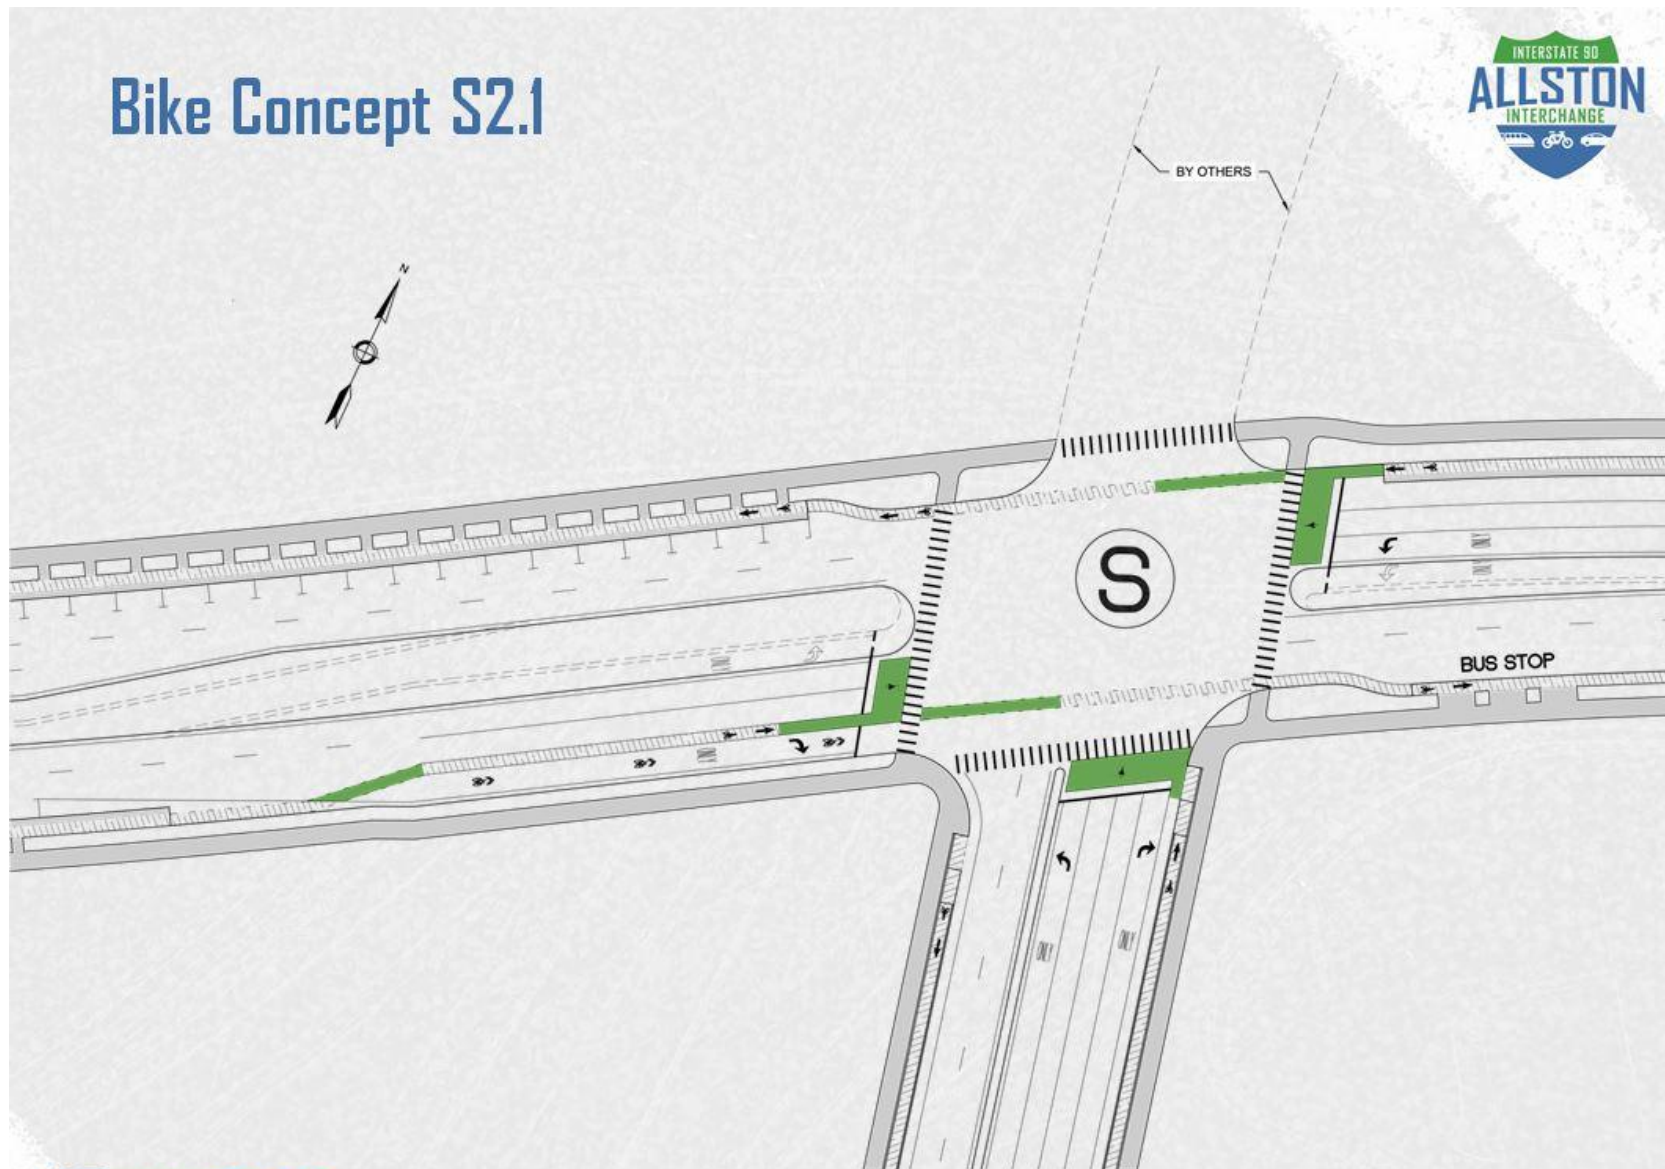 Bike Concept S2.1
INTERSTATE 90
ALLSTON
INTERCHANGE
BY OTHERS
N
S
BUS STOP